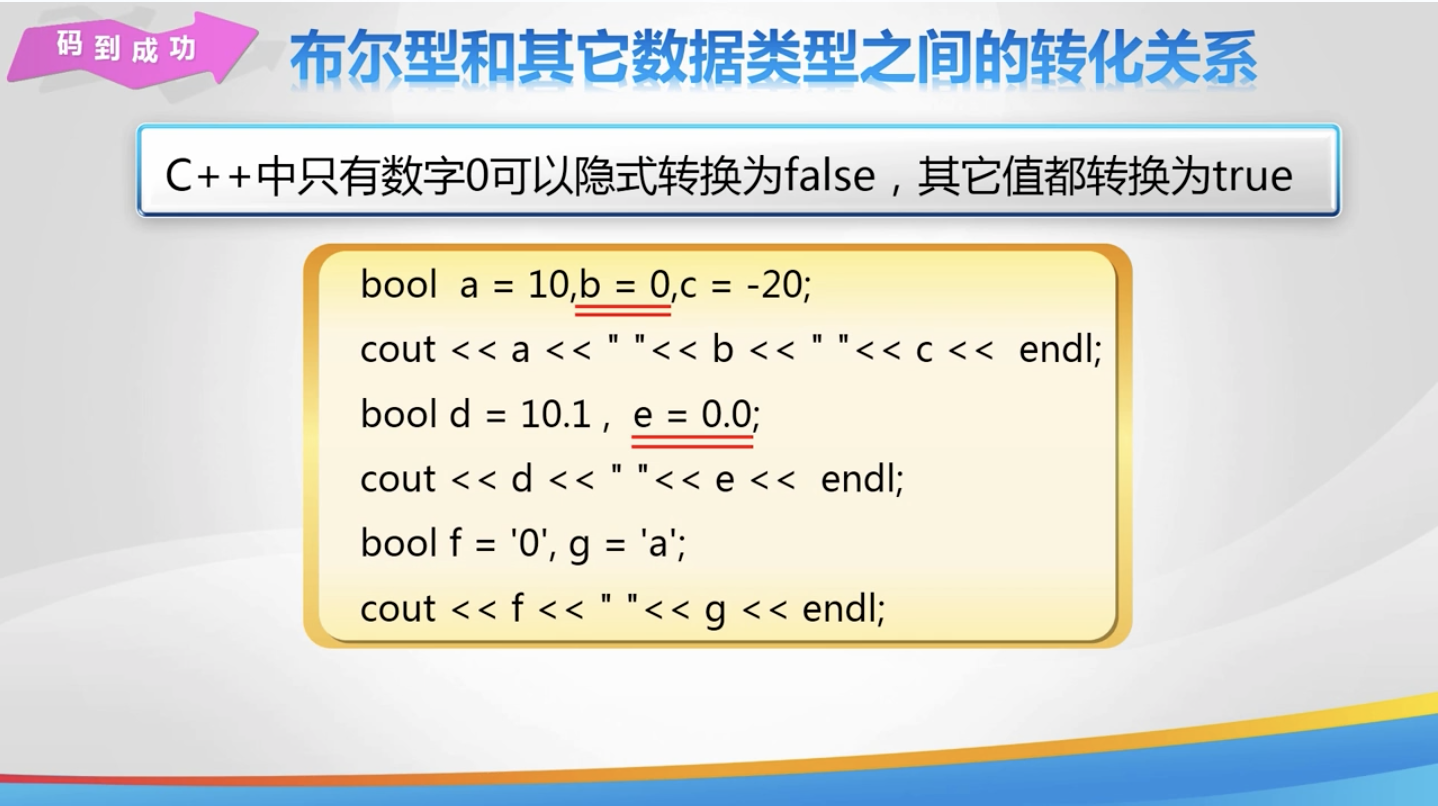 码到成功
布尔型和其它数据类型之间的转化关系
C++中只有数字0可以隐式转换为false，其它值都转换为true
bool  a = 10,b = 0,c = -20;
cout << a << " "<< b << " "<< c <<  endl;
bool d = 10.1 ,  e = 0.0;
cout << d << " "<< e <<  endl;
bool f = '0', g = 'a';
cout << f << " "<< g << endl;